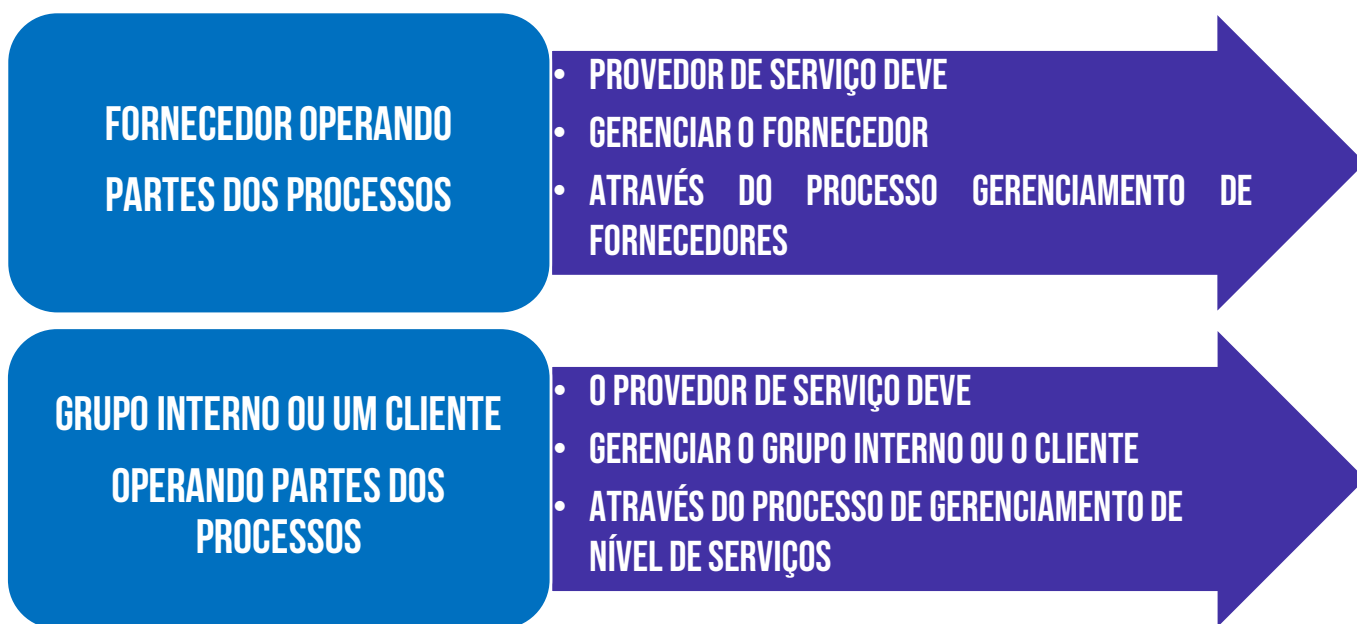 FORNECEDOR OPERANDO
PARTES DOS PROCESSOS
• PROVEDOR DE SERVIÇO DEVE
• GERENCIAR O FORNECEDOR
• ATRAVÉS DO PROCESSO GERENCIAMENTO DE
FORNECEDORES
GRUPO INTERNO OU UM CLIENTE
OPERANDO PARTES DOS
PROCESSOS
• O PROVEDOR DE SERVIÇO DEVE
• GERENCIAR O GRUPO INTERNO OU O CLIENTE
• ATRAVÉS DO PROCESSO DE GERENCIAMENTO DE
NÍVEL DE SERVIÇOS